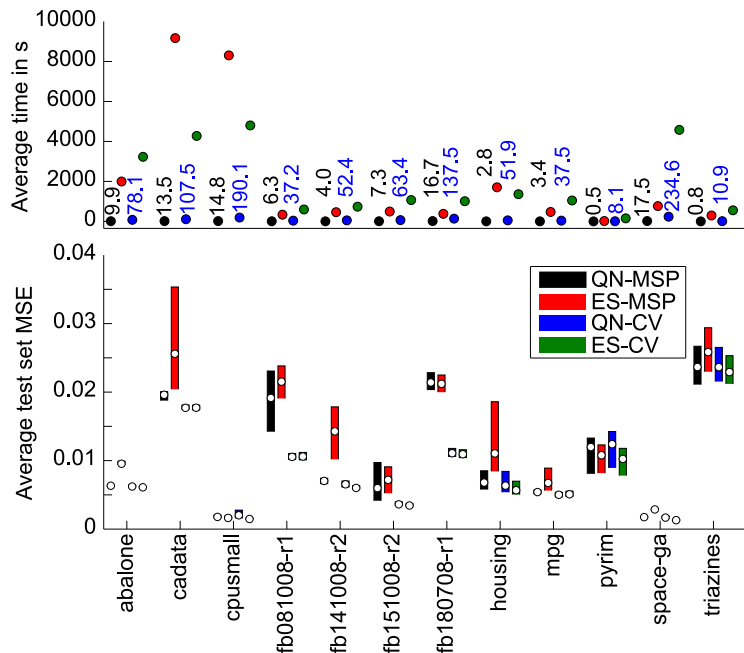 Average time in s
10000
8000
6000
4000
2000
0
9.9
78.1
13.5
107.5
14.8
190.1
6.3
37.2
4.0
52.4
7.3
63.4
16.7
137.5
2.8
51.9
3.4
37.5
0.5
8.1
17.5
234.6
0.8
10.9
Average test set MSE
0.04
0.03
0.02
0.01
0
QN-MSP
ES-MSP
QN-CV
ES-CV
abalone
cadata
cpusmall
fb081008-r1
fb141008-r2
fb151008-r2
fb180708-r1
housing
mpg
pyrim
space-ga
triazines